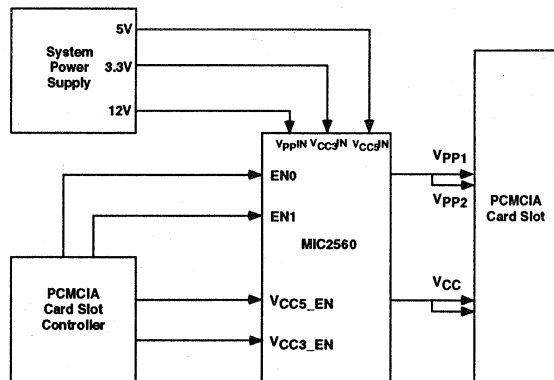 System
Power
Supply
5V
3.3V
12V
VPPIN VCC3IN VCC5IN
EN0
EN1
MIC2560
VCC5_EN
VCC3_EN
PCMCIA
Card Slot
Controller
VPP1
VPP2
VCC
PCMCIA
Card Slot